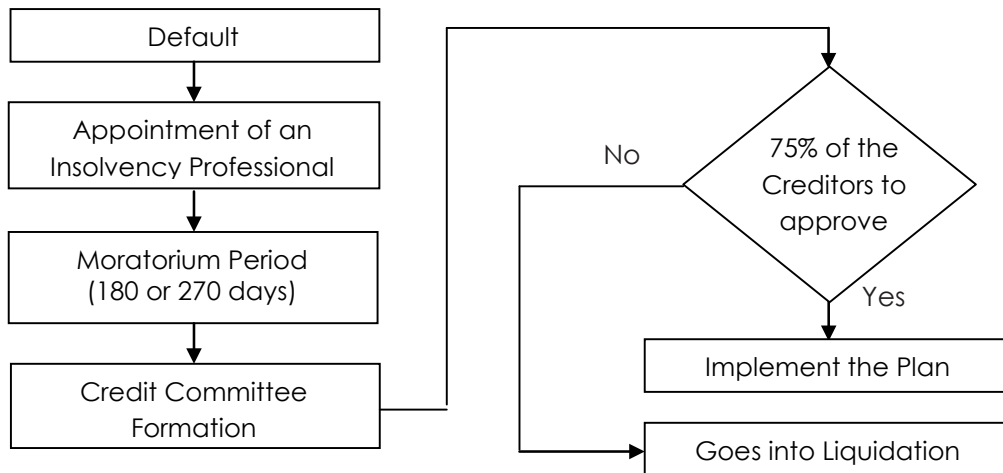 Default
Appointment of an
Insolvency Professional
Moratorium Period
(180 or 270 days)
Credit Committee
Formation
75% of the
Creditors to
approve
No
Yes
Implement the Plan
Goes into Liquidation